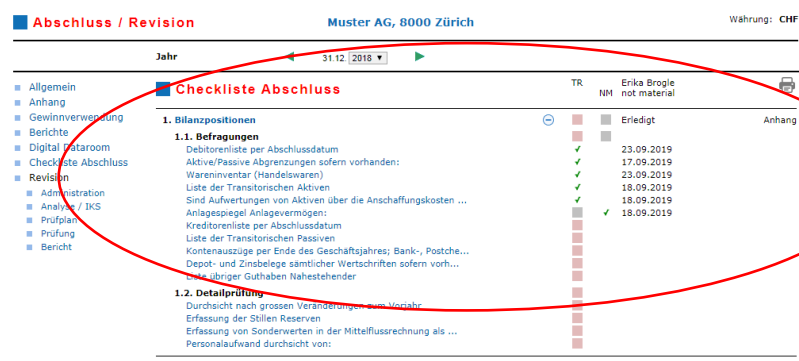 Abschluss / Revision Muster AG, 8000 Zürich Währung: CHF
Jahr 31.12. 2018
Allgemein
Anhang
Gewinnverwendung
Berichte
Digital Dataroom
Checkliste Abschluss
Revision
Administration
Analyse / IKS
Prüfplan
Prüfung
Bericht
Checkliste Abschluss TR NM Erika Brogle
not material
1. Bilanzpositionen Erledigt Anhang
1.1. Befragungen
Debitorenliste per Abschlussdatum 23.09.2019
Aktive/Passive Abgrenzungen sofern vorhanden: 17.09.2019
Wareninventar (Handelswaren) 23.09.2019
Liste der Transitorischen Aktiven 18.09.2019
Sind Aufwertungen von Aktiven über die Anschaffungskosten ... 18.09.2019
Anlagespiegel Anlagevermögen: 18.09.2019
Kreditorenliste per Abschlussdatum
Liste der Transitorischen Passiven
Kontenauszüge per Ende des Geschäftsjahres; Bank-, Postche...
Depot- und Zinsbelege sämtlicher Wertschriften sofern vorh...
Liste übriger Guthaben Nahestehender
1.2. Detailprüfung
Durchsicht nach grossen Veränderungen zum Vorjahr
Erfassung der Stillen Reserven
Erfassung von Sonderwerten in der Mittelflussrechnung als ...
Personalaufwand durchsicht von: